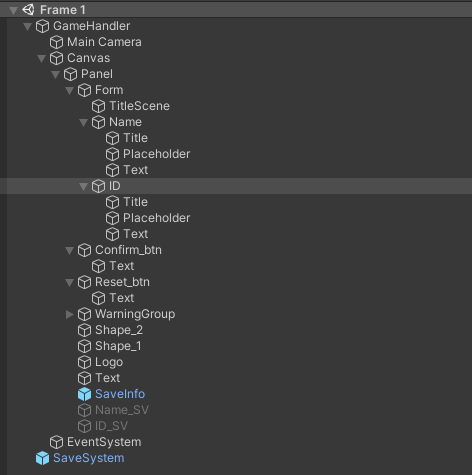 Frame 1
GameHandler
Main Camera
Canvas
Panel
Form
TitleScene
Name
Title
Placeholder
Text
ID
Title
Placeholder
Text
Confirm_btn
Text
Reset_btn
Text
WarningGroup
Shape_2
Shape_1
Logo
Text
SaveInfo
Name_SV
ID_SV
EventSystem
SaveSystem